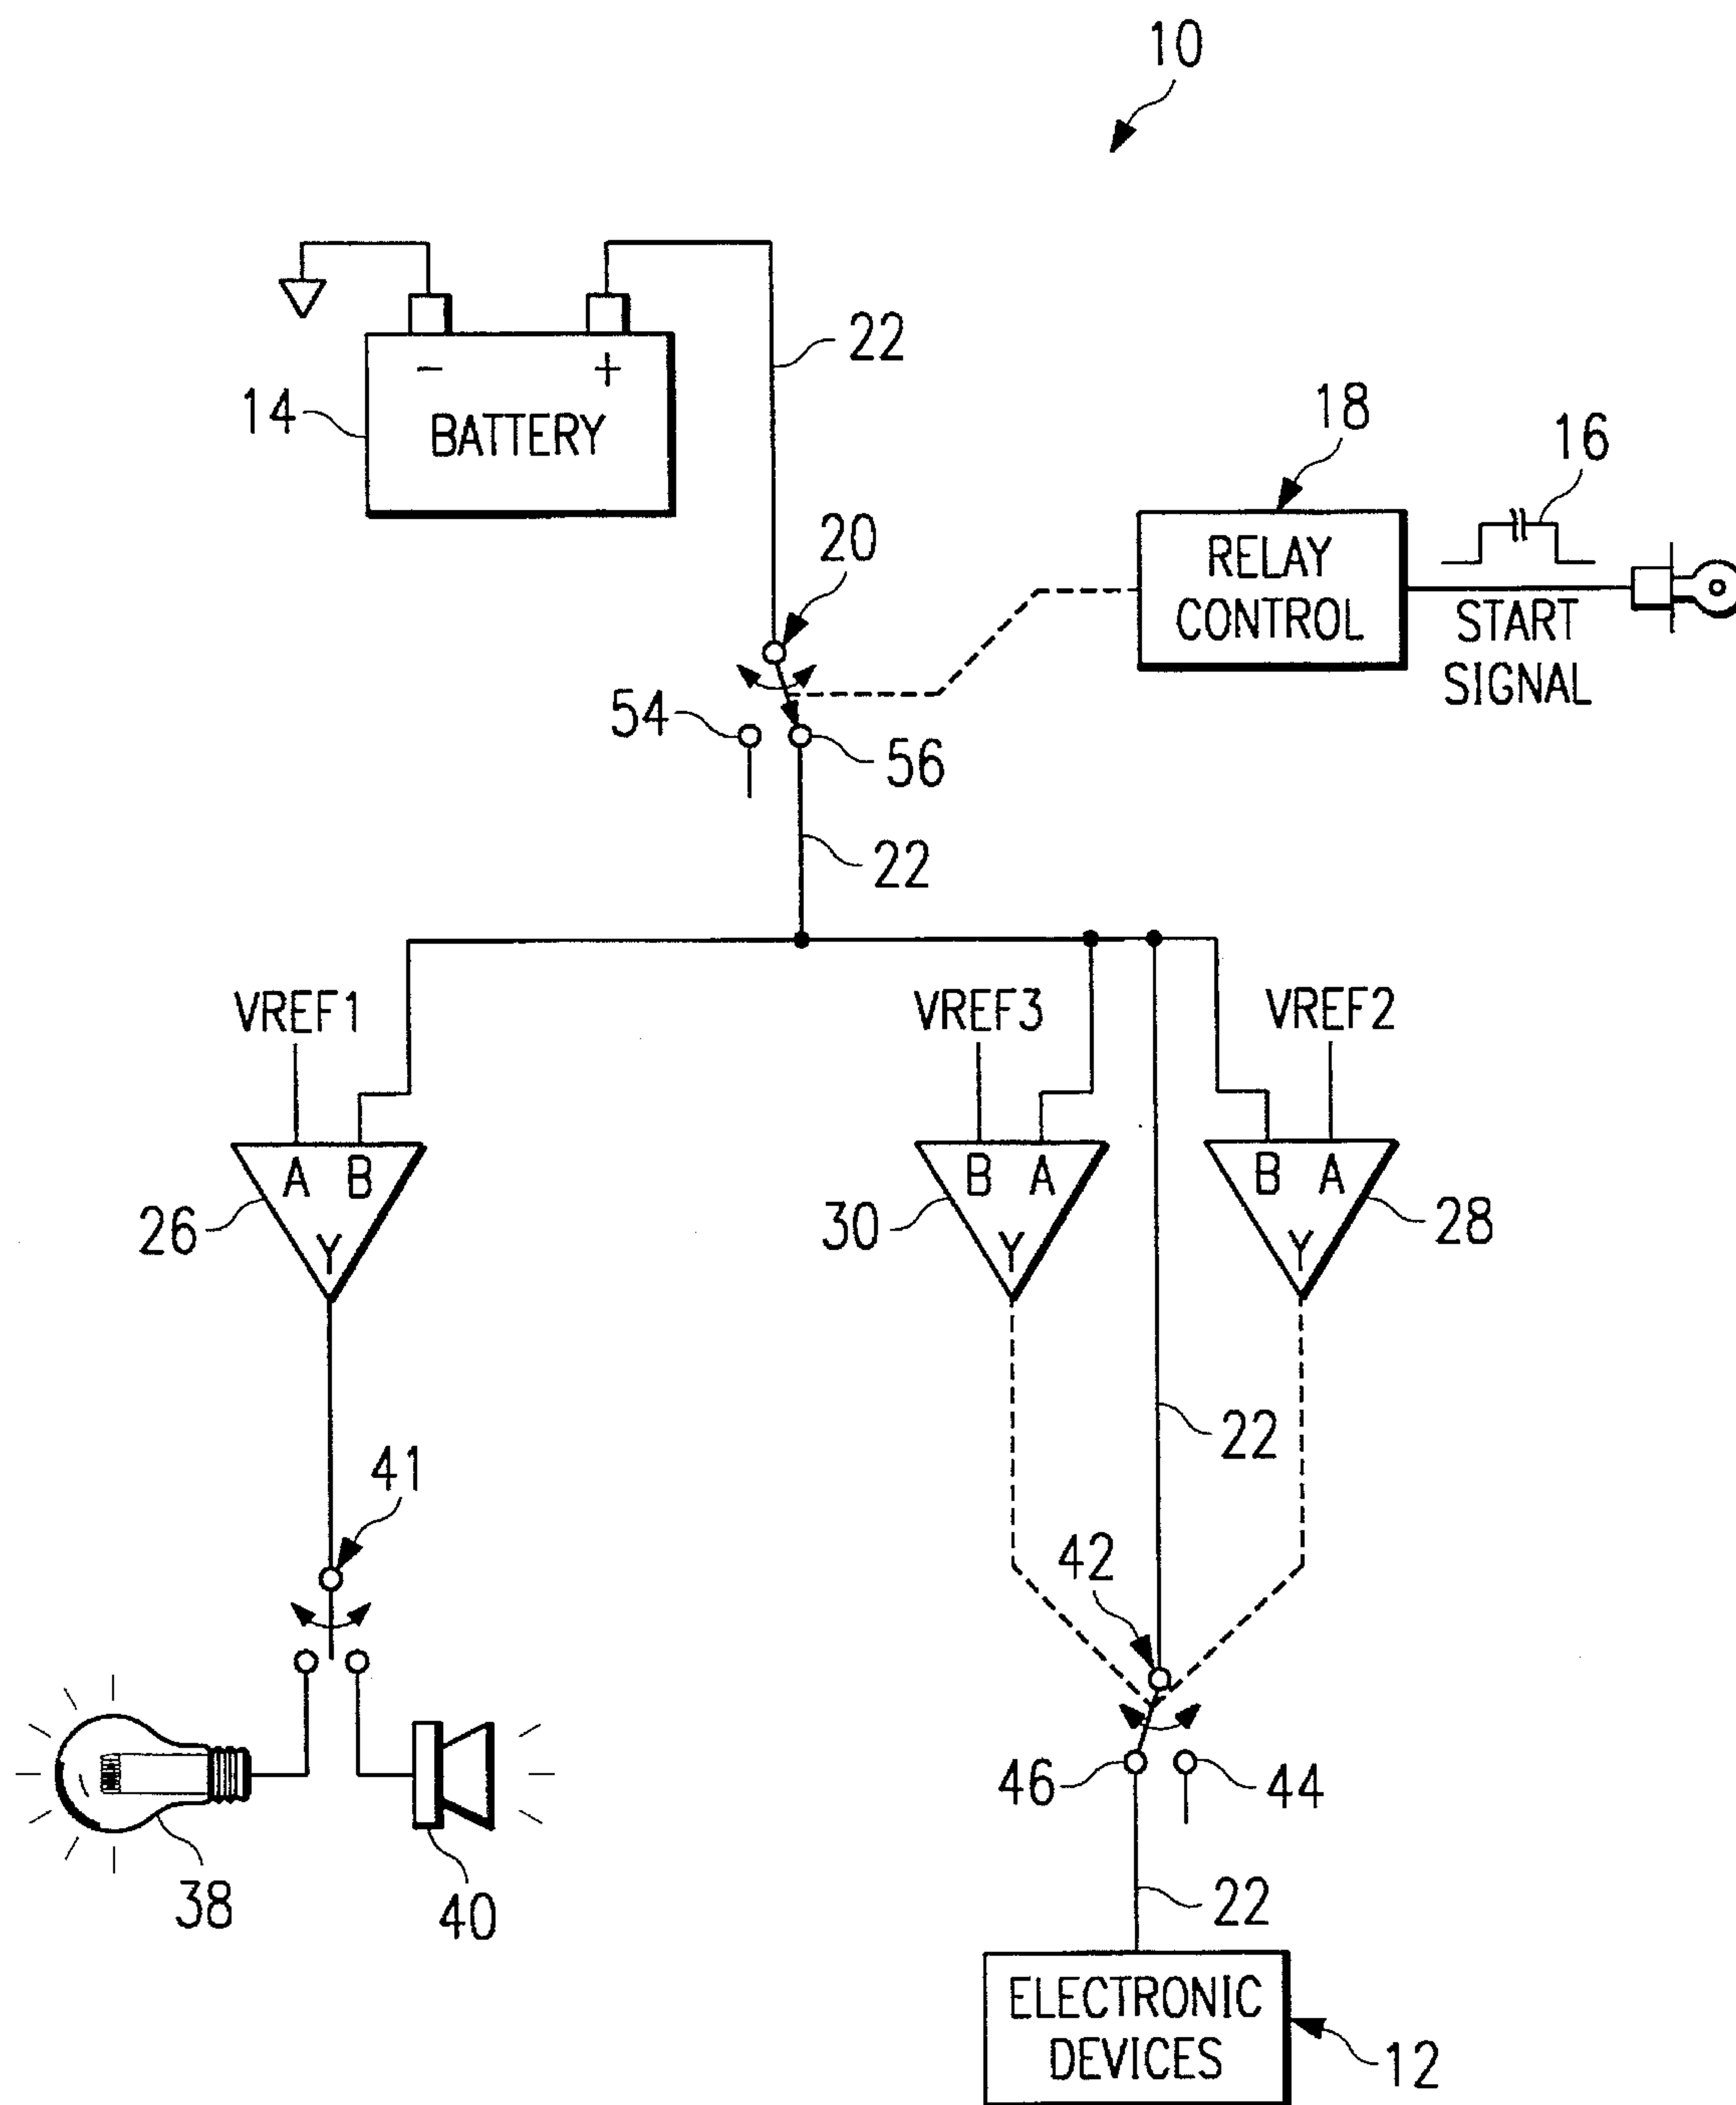 10
22
14
-
+
BATTERY
18
16
20
RELAY
CONTROL
START
SIGNAL
54
56
22
VREF1
VREF3
VREF2
A B
B A
B A
26
Y
30
Y
Y
28
22
41
42
46
44
38
40
22
ELECTRONIC
DEVICES
12